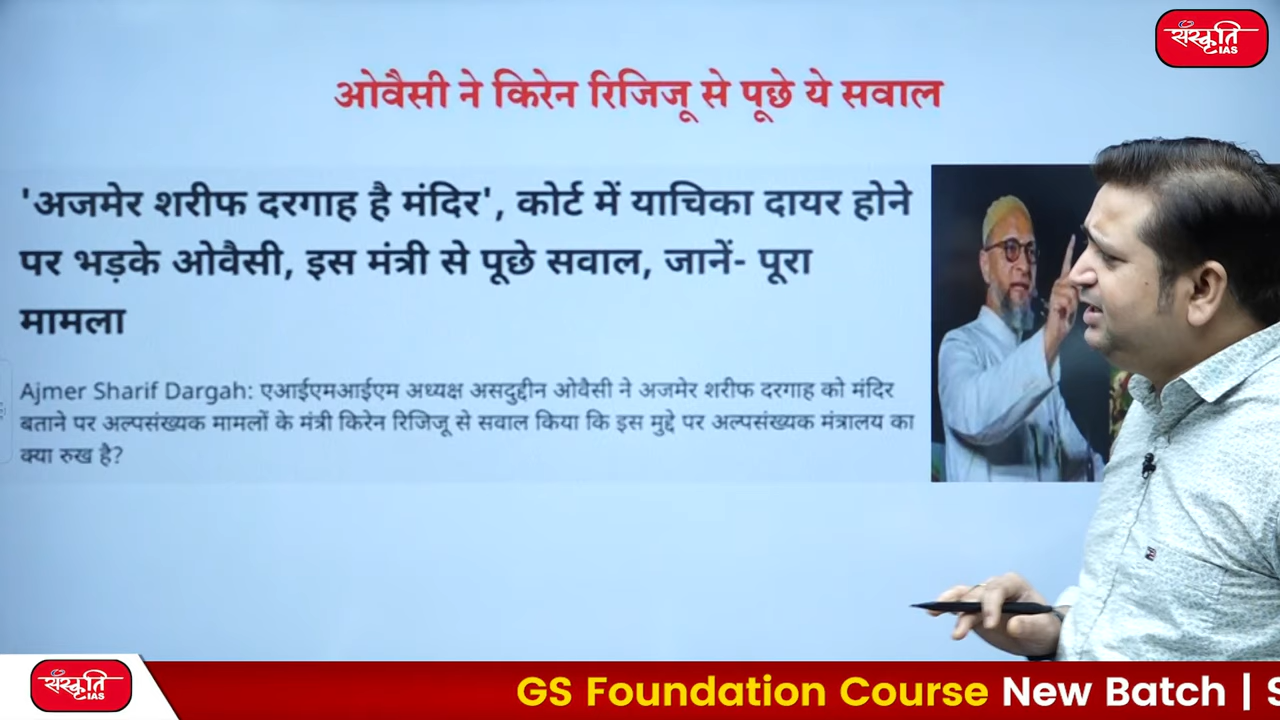 संस्कृति
IAS
ओवैसी ने किरेन रिजिजू से पूछे ये सवाल
'अजमेर शरीफ दरगाह है मंदिर', कोर्ट में याचिका दायर होने
पर भड़के ओवैसी, इस मंत्री से पूछे सवाल, जानें- पूरा
मामला
Ajmer Sharif Dargah: एआईएमआईएम अध्यक्ष असदुद्दीन ओवैसी ने अजमेर शरीफ दरगाह को मंदिर
बताने पर अल्पसंख्यक मामलों के मंत्री किरेन रिजिजू से सवाल किया कि इस मुद्दे पर अल्पसंख्यक मंत्रालय का
क्या रुख है?
संस्कृति
IAS
GS Foundation Course New Batch | S